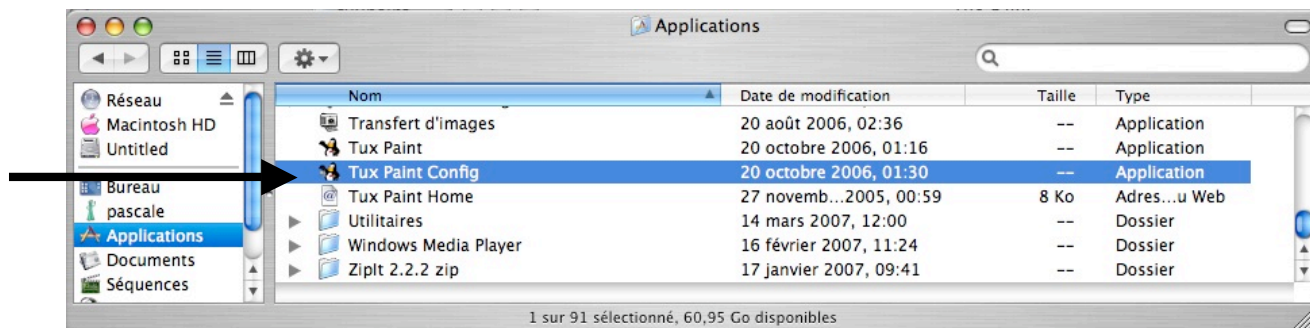 Applications
Réseau
Macintosh HD
Untitled
Bureau
pascale
Applications
Documents
Séquences
Nom Date de modification Taille Type
Transfert d'images 20 août 2006, 02:36 -- Application
Tux Paint 20 octobre 2006, 01:16 -- Application
Tux Paint Config 20 octobre 2006, 01:30 -- Application
Tux Paint Home 27 novemb...2005, 00:59 8 Ko Adres...u Web
Utilitaires 14 mars 2007, 12:00 -- Dossier
Windows Media Player 16 février 2007, 11:24 -- Dossier
ZipIt 2.2.2 zip 17 janvier 2007, 09:41 -- Dossier
1 sur 91 sélectionné, 60,95 Go disponibles